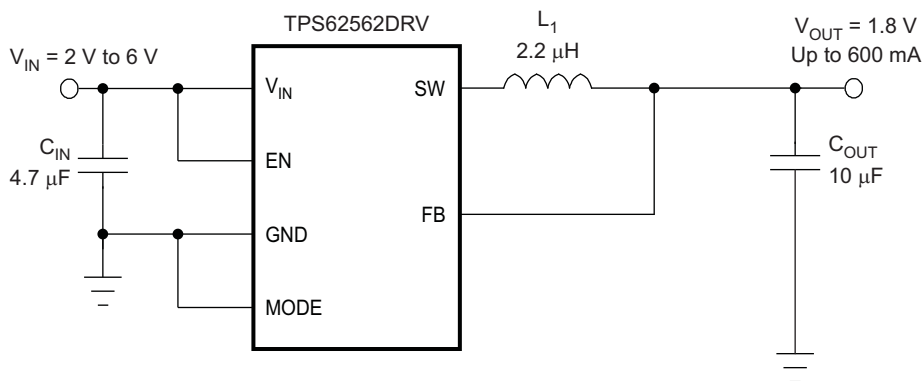 TPS62562DRV
L1
2.2 μH
VOUT = 1.8 V
Up to 600 mA
VIN = 2 V to 6 V
VIN
SW
CIN
4.7 μF
EN
COUT
10 μF
FB
GND
MODE